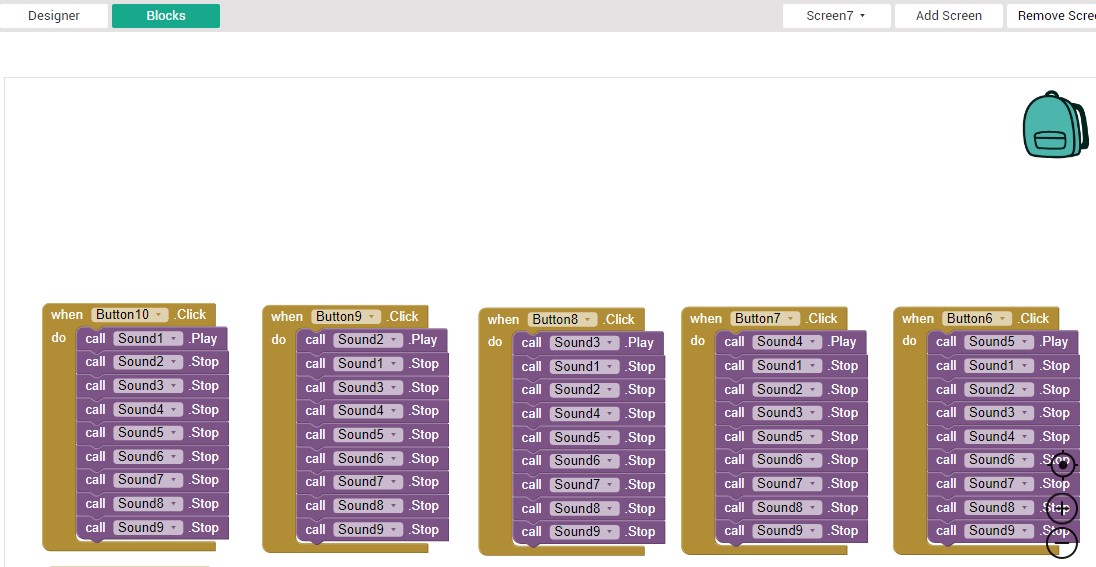 Designer Blocks Screen7 Add Screen Remove Scre
when Button10 .Click
do call Sound1 .Play
call Sound2 .Stop
call Sound3 .Stop
call Sound4 .Stop
call Sound5 .Stop
call Sound6 .Stop
call Sound7 .Stop
call Sound8 .Stop
call Sound9 .Stop
when Button9 .Click
do call Sound2 .Play
call Sound1 .Stop
call Sound3 .Stop
call Sound4 .Stop
call Sound5 .Stop
call Sound6 .Stop
call Sound7 .Stop
call Sound8 .Stop
call Sound9 .Stop
when Button8 .Click
do call Sound3 .Play
call Sound1 .Stop
call Sound2 .Stop
call Sound4 .Stop
call Sound5 .Stop
call Sound6 .Stop
call Sound7 .Stop
call Sound8 .Stop
call Sound9 .Stop
when Button7 .Click
do call Sound4 .Play
call Sound1 .Stop
call Sound2 .Stop
call Sound3 .Stop
call Sound5 .Stop
call Sound6 .Stop
call Sound7 .Stop
call Sound8 .Stop
call Sound9 .Stop
when Button6 .Click
do call Sound5 .Play
call Sound1 .Stop
call Sound2 .Stop
call Sound3 .Stop
call Sound4 .Stop
call Sound6 .Stop
call Sound7 .Stop
call Sound8 .Stop
call Sound9 .Stop